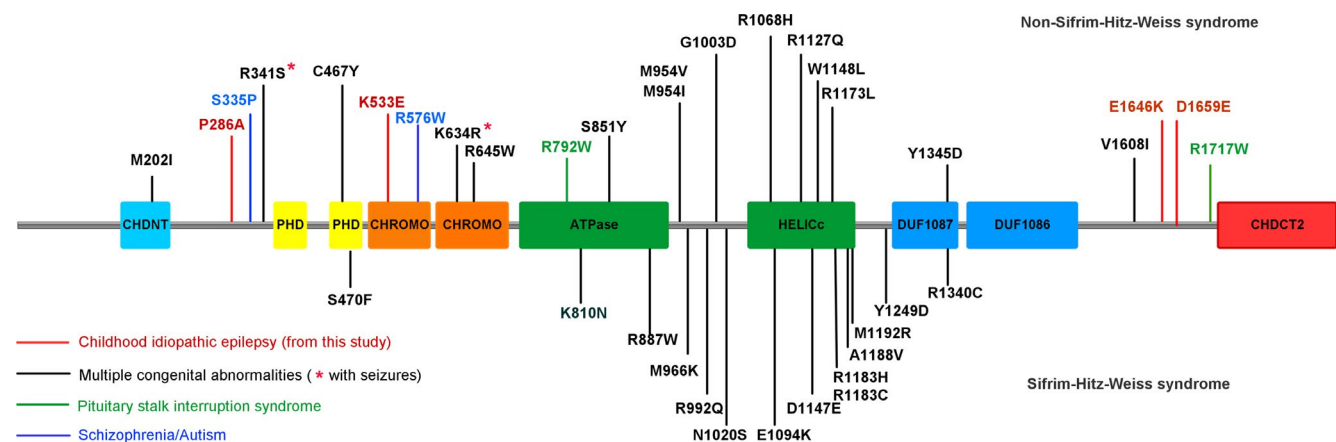 Non-Sifrim-Hitz-Weiss syndrome
R1068H
G1003D
R1127Q
R341S*
C467Y
M954V
W1148L
M954I
R1173L
S335P
K533E
E1646K
D1659E
P286A
R576W
S851Y
K634R*
M202I
R645W
R792W
Y1345D
V1608I
R1717W
CHDNT
PHD
PHD
CHROMO
CHROMO
ATPase
HELICc
DUF1087
DUF1086
CHDCT2
S470F
K810N
Y1249D
R1340C
R887W
M1192R
A1188V
M966K
R1183H
R1183C
R992Q
D1147E
N1020S
E1094K
Sifrim-Hitz-Weiss syndrome
Childhood idiopathic epilepsy (from this study)
Multiple congenital abnormalities ( * with seizures)
Pituitary stalk interruption syndrome
Schizophrenia/Autism